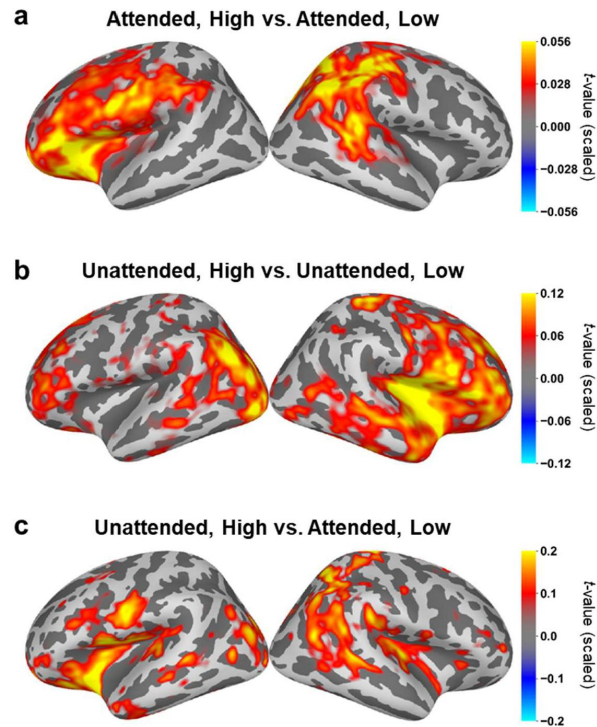 a
Attended, High vs. Attended, Low
0.056
0.028
0.000
−0.028
−0.056
t-value (scaled)
b
Unattended, High vs. Unattended, Low
0.12
0.06
0.00
−0.06
−0.12
t-value (scaled)
c
Unattended, High vs. Attended, Low
0.2
0.1
0.0
−0.1
−0.2
t-value (scaled)